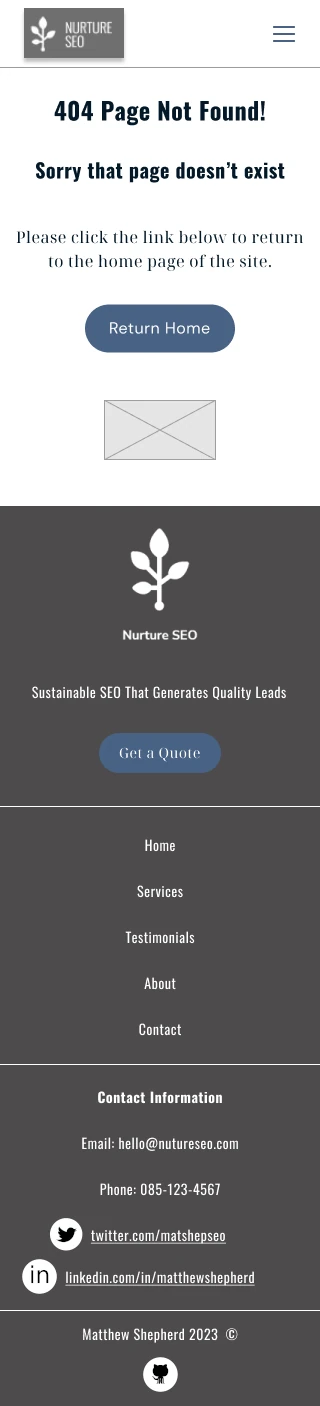 NURTURE
SEO
404 Page Not Found!
Sorry that page doesn't exist
Please click the link below to return
to the home page of the site.
Return Home
Nurture SEO
Sustainable SEO That Generates Quality Leads
Get a Quote
Home
Services
Testimonials
About
Contact
Contact Information
Email: hello@nutureseo.com
Phone: 085-123-4567
twitter.com/matshepseo
in linkedin.com/in/matthewshepherd
Matthew Shepherd 2023 ©